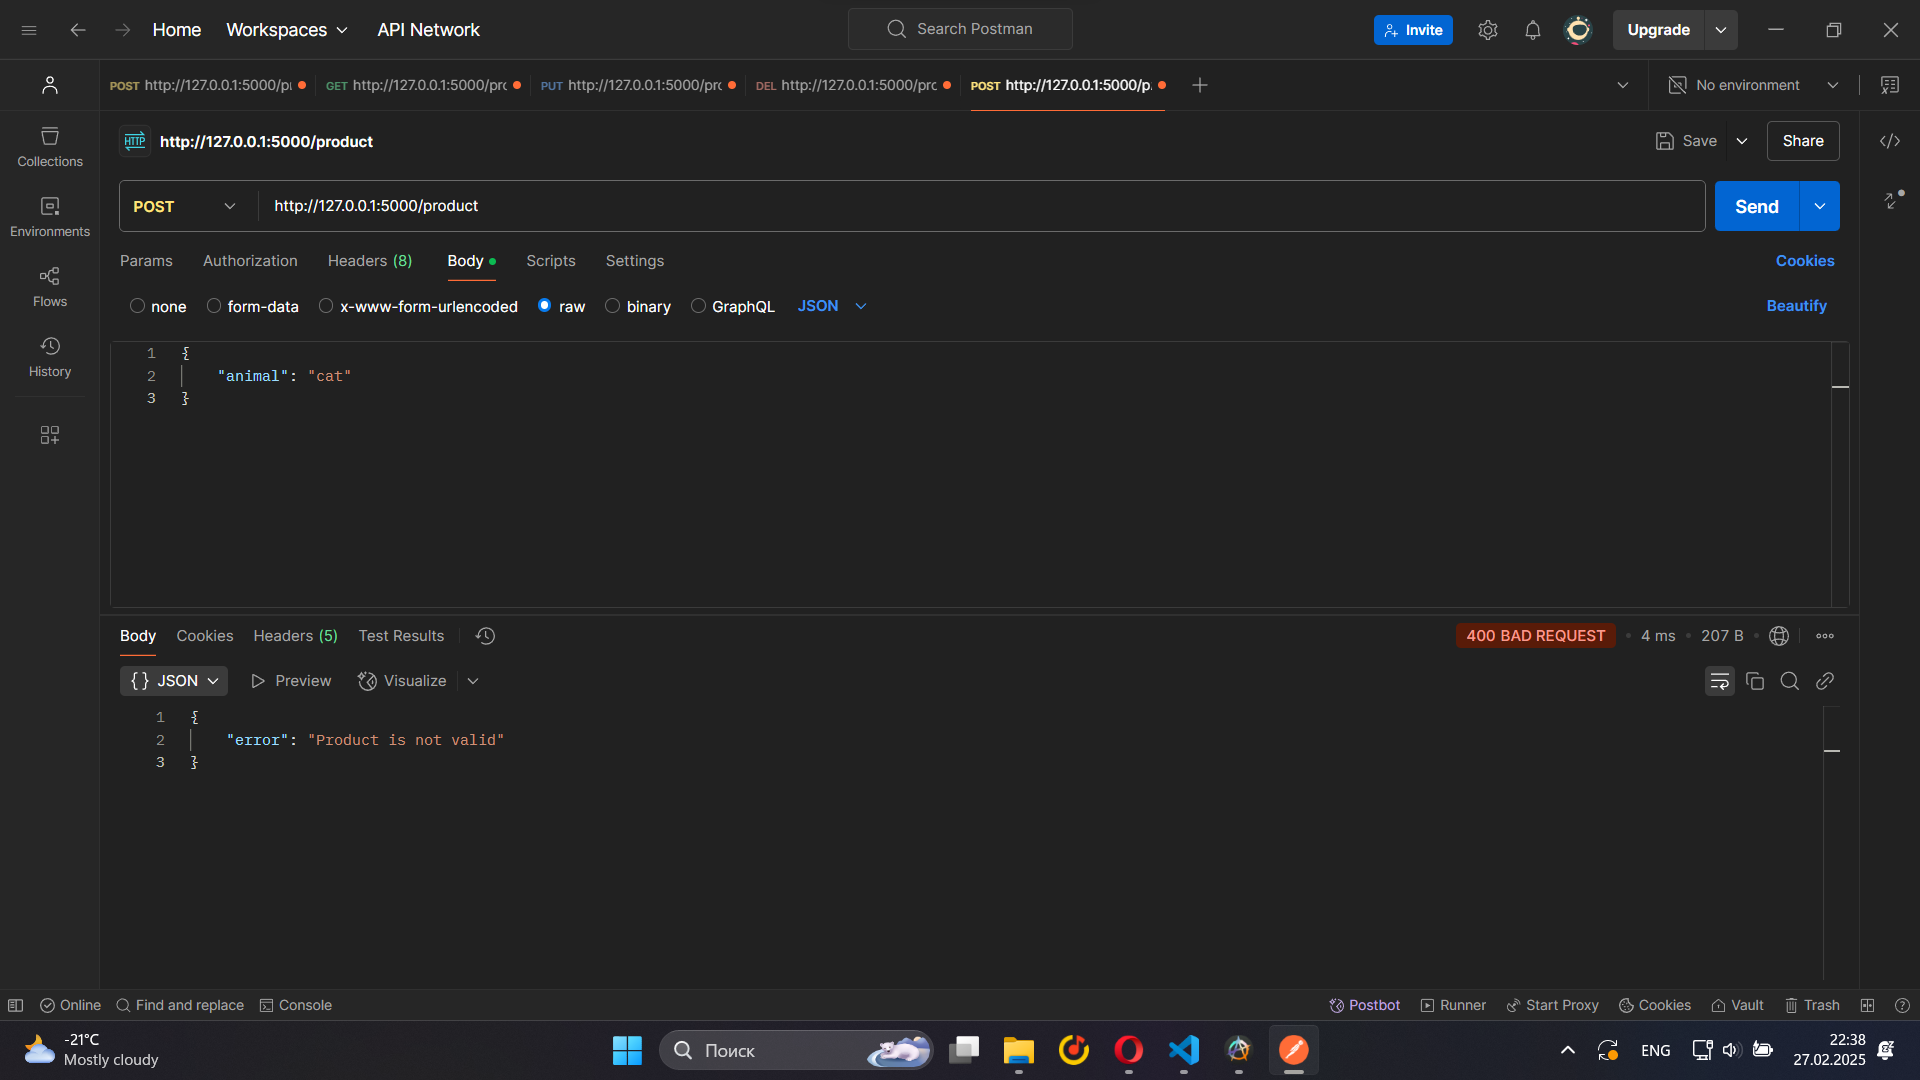 Home Workspaces API Network Search Postman Invite Upgrade
POST http://127.0.0.1:5000/pı GET http://127.0.0.1:5000/prc PUT http://127.0.0.1:5000/prc DEL http://127.0.0.1:5000/prc POST http://127.0.0.1:5000/p. No environment
HTTP http://127.0.0.1:5000/product Save Share
Collections
POST http://127.0.0.1:5000/product Send
Environments
Params Authorization Headers (8) Body Scripts Settings Cookies
Flows
none form-data x-www-form-urlencoded raw binary GraphQL JSON Beautify
History
1 {
2 "animal": "cat"
3 }
Body Cookies Headers (5) Test Results 400 BAD REQUEST • 4 ms • 207 B •
{} JSON Preview Visualize
1 {
2 "error": "Product is not valid"
3 }
Online Find and replace Console Postbot Runner Start Proxy Cookies Vault Trash
-21°C
Mostly cloudy
Поиск
ENG
22:38
27.02.2025